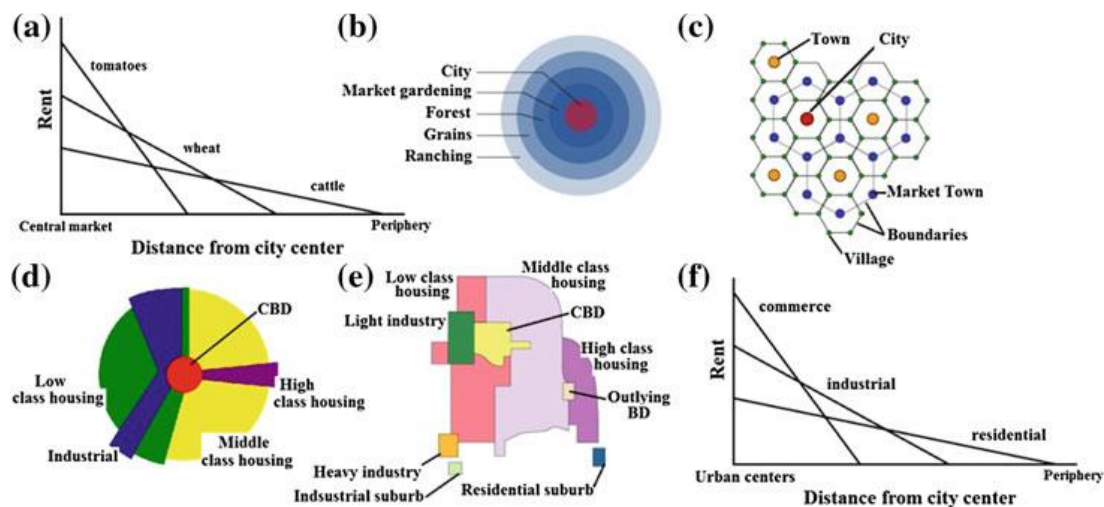 (a)
tomatoes
wheat
cattle
Rent
Central market
Periphery
Distance from city center
(b)
City
Market gardening
Forest
Grains
Ranching
(c)
Town
City
Market Town
Boundaries
Village
(d)
CBD
Low
class housing
High
class housing
Industrial
Middle
class housing
(e)
Low class
housing
Middle class
housing
Light industry
CBD
High class
housing
Outlying
BD
Heavy industry
Indsustrial suburb
Residential suburb
(f)
commerce
industrial
residential
Rent
Urban centers
Periphery
Distance from city center